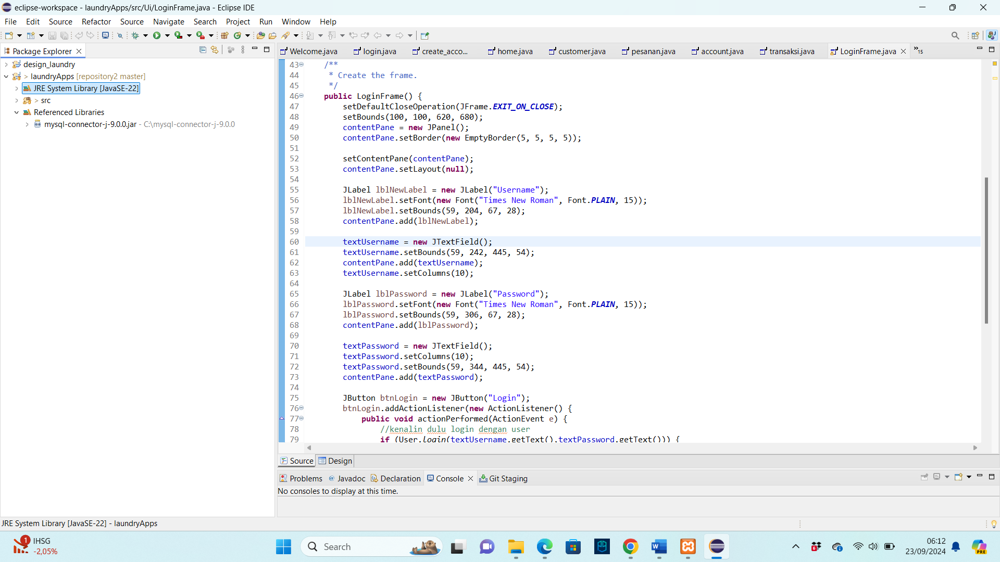 eclipse-workspace - laundryApps/src/Ui/LoginFrame.java - Eclipse IDE
File Edit Source Refactor Source Navigate Search Project Run Window Help
Package Explorer
design_laundry
> laundryApps [repository2 master]
JRE System Library [JavaSE-22]
> src
Referenced Libraries
mysql-connector-j-9.0.0.jar - C:\mysql-connector-j-9.0.0
Welcome.java login.java create_acco... home.java customer.java pesanan.java account.java transaksi.java LoginFrame.java »15
43 /**
44 * Create the frame.
45 */
46 public LoginFrame() {
47 setDefaultCloseOperation(JFrame.EXIT_ON_CLOSE);
48 setBounds(100, 100, 620, 680);
49 contentPane = new JPanel();
50 contentPane.setBorder(new EmptyBorder(5, 5, 5, 5));
51
52 setContentPane(contentPane);
53 contentPane.setLayout(null);
54
55 JLabel lblNewLabel = new JLabel("Username");
56 lblNewLabel.setFont(new Font("Times New Roman", Font.PLAIN, 15));
57 lblNewLabel.setBounds(59, 204, 67, 28);
58 contentPane.add(lblNewLabel);
59
60 textUsername = new JTextField();
61 textUsername.setBounds(59, 242, 445, 54);
62 contentPane.add(textUsername);
63 textUsername.setColumns(10);
64
65 JLabel lblPassword = new JLabel("Password");
66 lblPassword.setFont(new Font("Times New Roman", Font.PLAIN, 15));
67 lblPassword.setBounds(59, 306, 67, 28);
68 contentPane.add(lblPassword);
69
70 textPassword = new JTextField();
71 textPassword.setColumns(10);
72 textPassword.setBounds(59, 344, 445, 54);
73 contentPane.add(textPassword);
74
75 JButton btnLogin = new JButton("Login");
76 btnLogin.addActionListener(new ActionListener() {
77 public void actionPerformed(ActionEvent e) {
78 //kenalin dulu login dengan user
79 if (User.login(textUsername.getText(),textPassword.getText())) {
Source Design
Problems Javadoc Declaration Console Git Staging
No consoles to display at this time.
JRE System Library [JavaSE-22] - laundryApps
1 IHSG
-2,05%
Search
6
06:12
23/09/2024
PRE